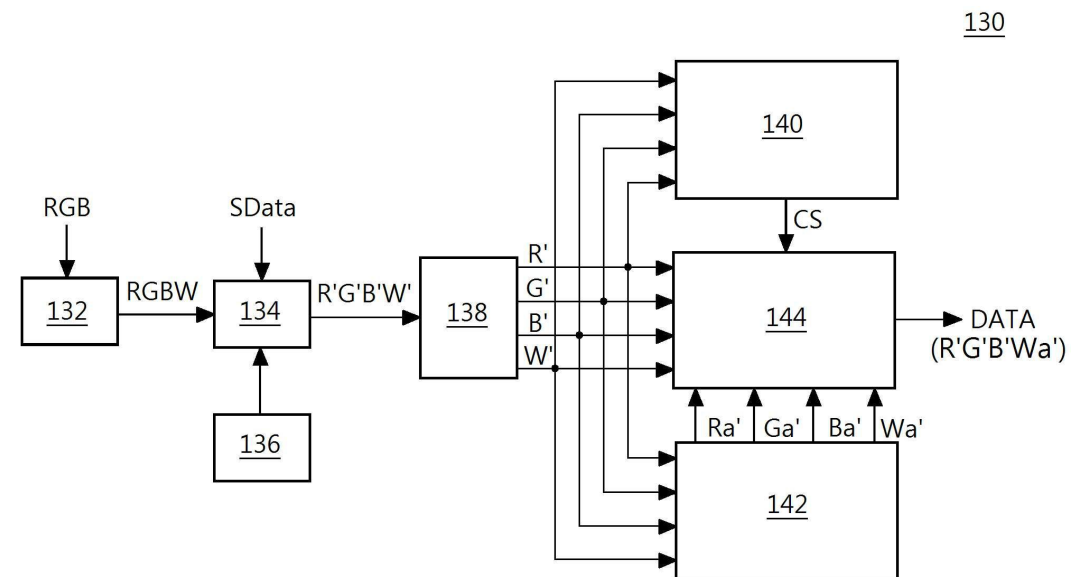 130
140
RGB
SData
CS
R'
RGBW
R'G'B'W'
G'
132
134
138
144
DATA
B'
(R'G'B'Wa')
W'
Ra'
Ga'
Ba'
Wa'
136
142